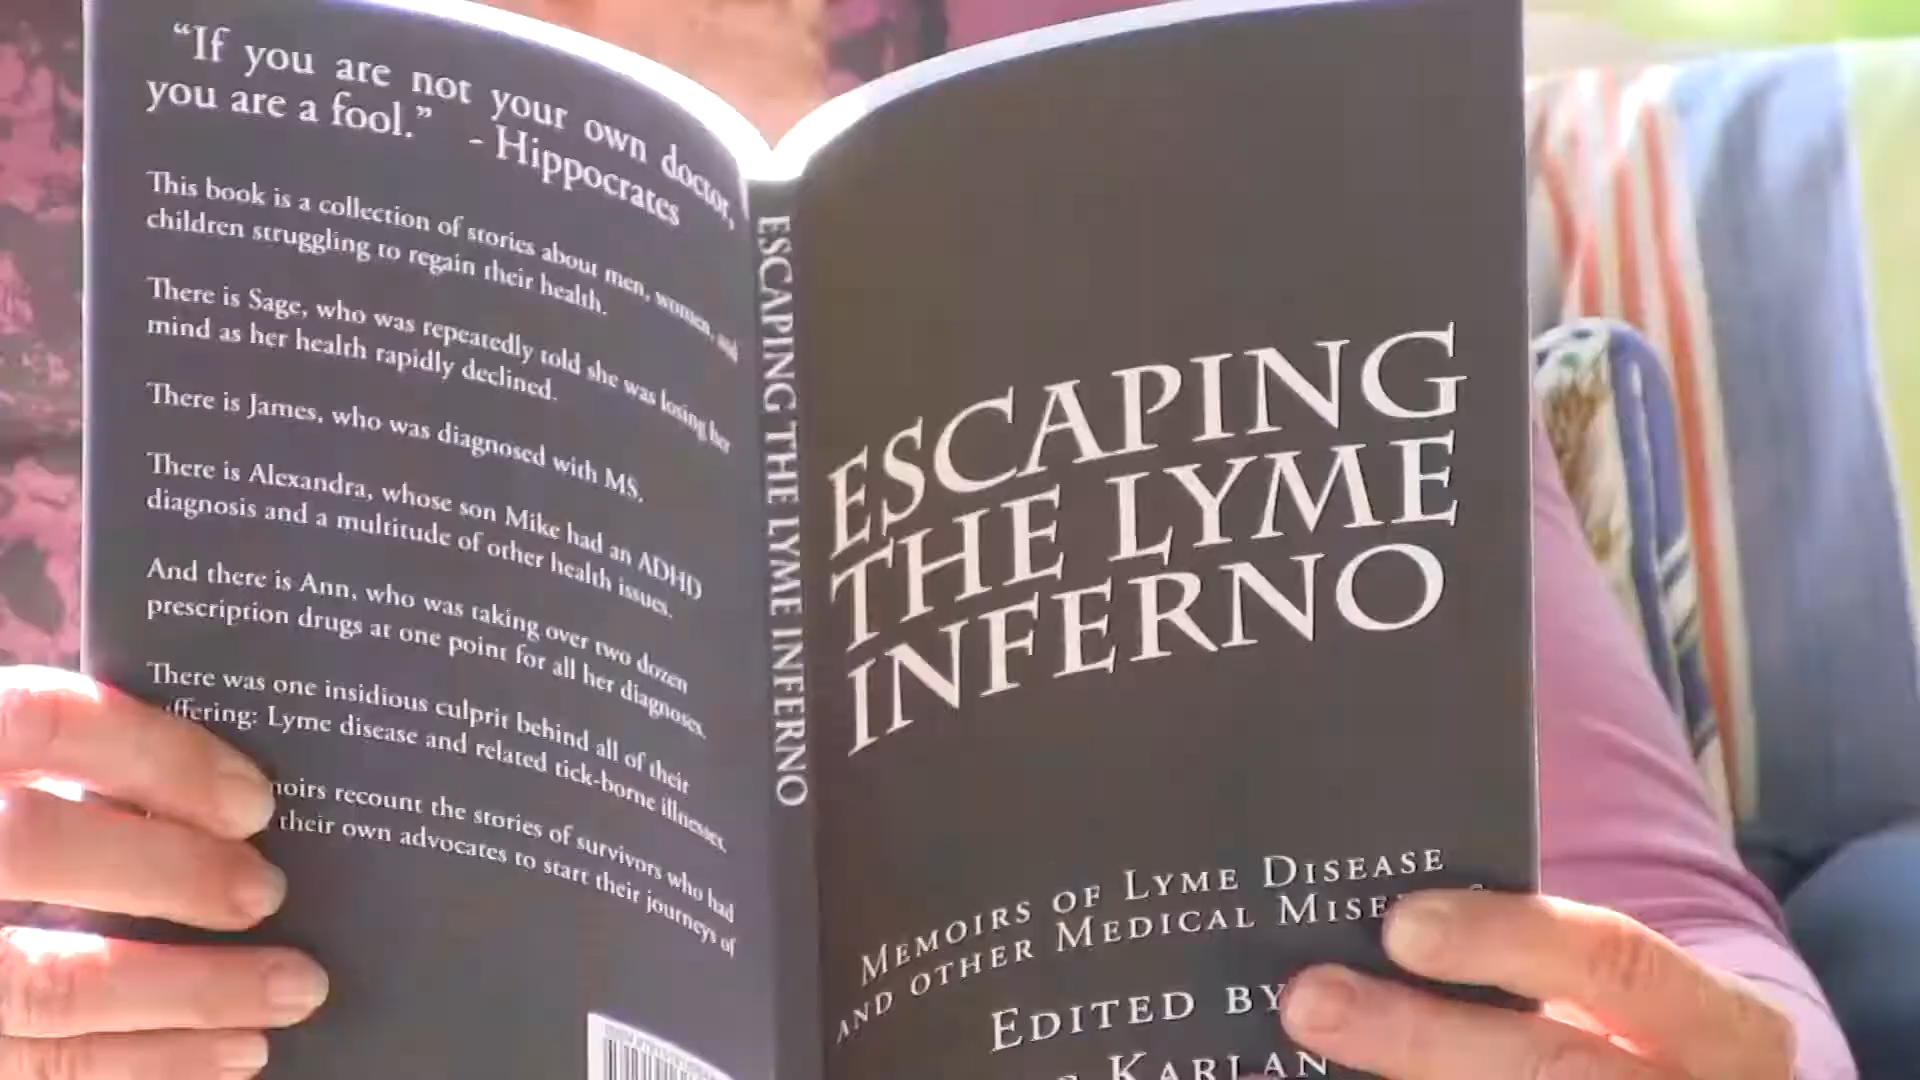 “If you are not your own doctor,
you are a fool.” - Hippocrates
This book is a collection of stories about men, women, and
children struggling to regain their health.
There is Sage, who was repeatedly told she was losing her
mind as her health rapidly declined.
There is James, who was diagnosed with MS.
There is Alexandra, whose son Mike had an ADHD
diagnosis and a multitude of other health issues.
And there is Ann, who was taking over two dozen
prescription drugs at one point for all her diagnoses.
There was one insidious culprit behind all of their
Lyme disease and related tick-borne illnesses.
recount the stories of survivors who had
their own advocates to start their journeys of
ESCAPING THE LYME INFERNO
ESCAPING
THE LYME
INFERNO
MEMOIRS OF LYME DISEASE
AND OTHER MEDICAL
EDITED BY
KARLAN